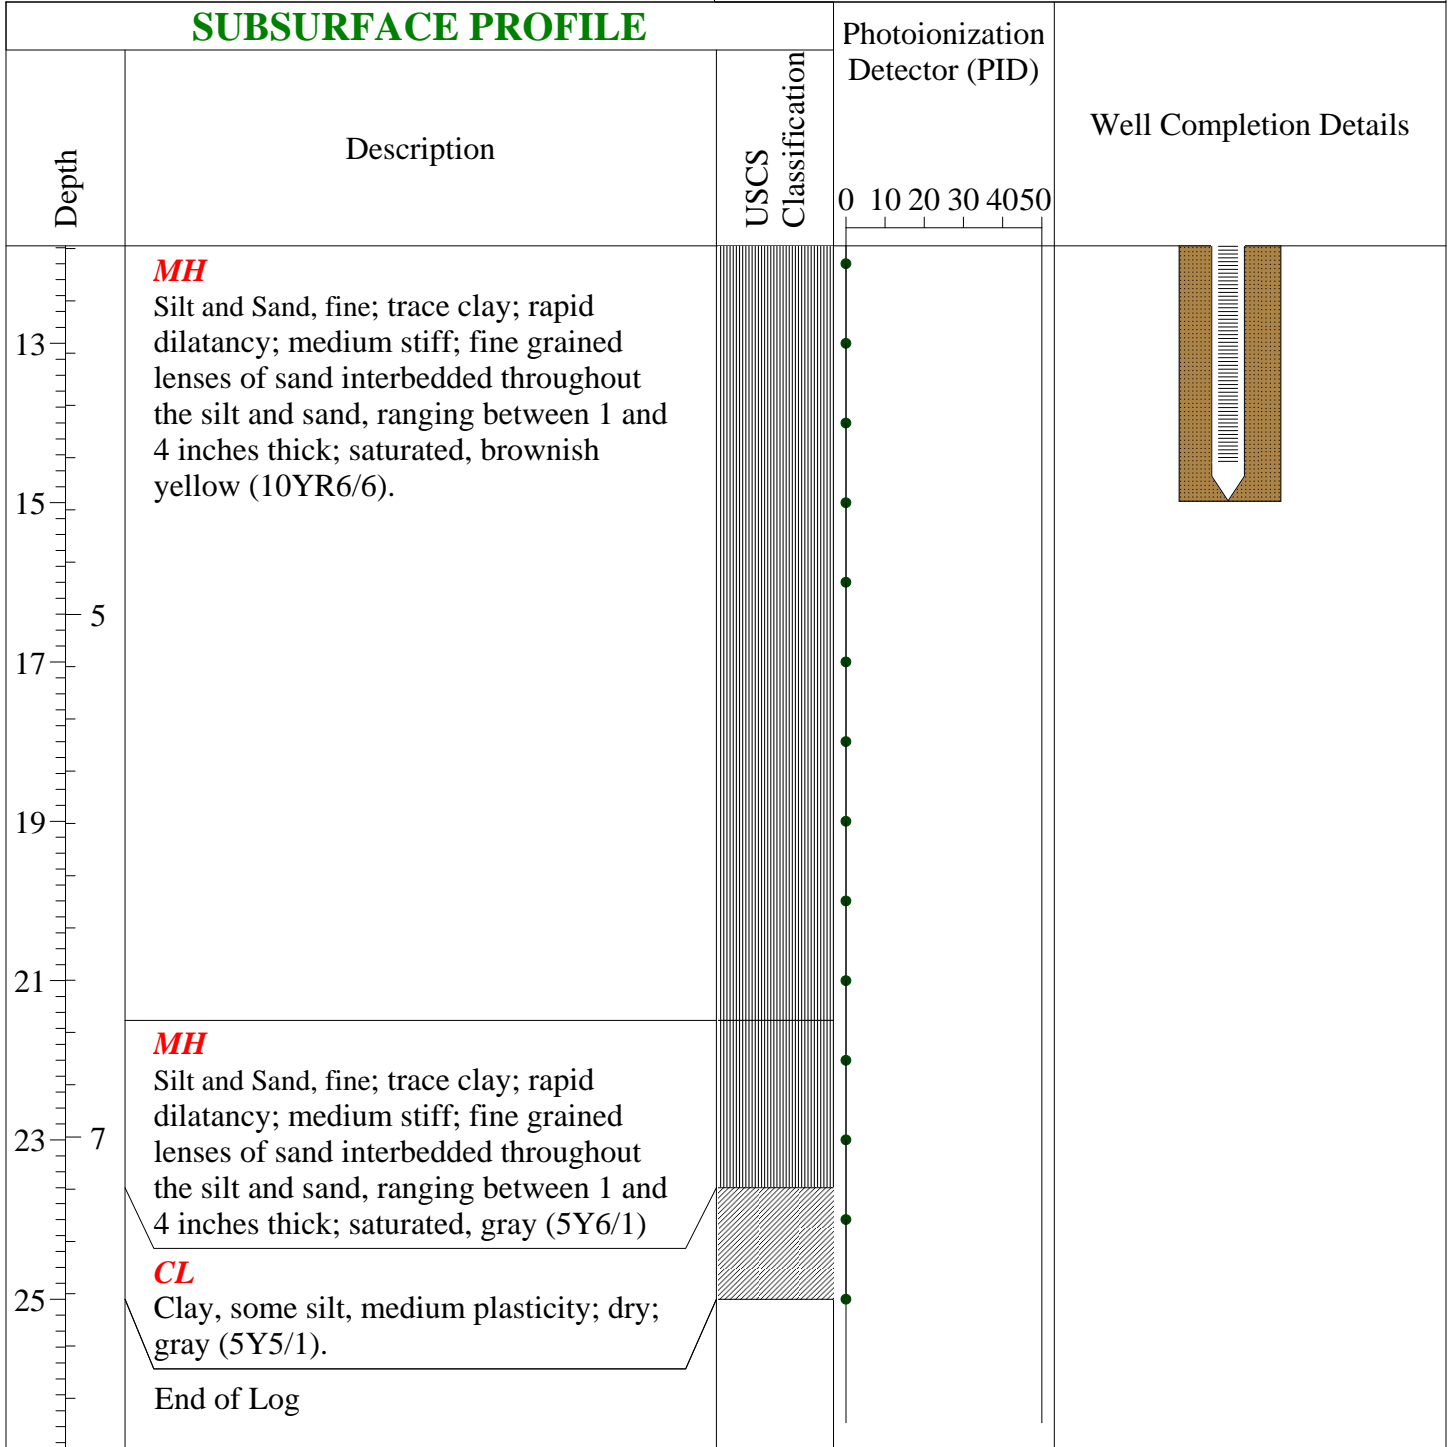 SUBSURFACE PROFILE
Depth
Description
USCS
Classification
Photoionization
Detector (PID)
0 10 20 30 40 50
Well Completion Details
MH
Silt and Sand, fine; trace clay; rapid
dilatancy; medium stiff; fine grained
lenses of sand interbedded throughout
the silt and sand, ranging between 1 and
4 inches thick; saturated, brownish
yellow (10YR6/6).
13
15
5
17
19
21
MH
Silt and Sand, fine; trace clay; rapid
dilatancy; medium stiff; fine grained
lenses of sand interbedded throughout
the silt and sand, ranging between 1 and
4 inches thick; saturated, gray (5Y6/1)
23
7
CL
Clay, some silt, medium plasticity; dry;
gray (5Y5/1).
25
End of Log